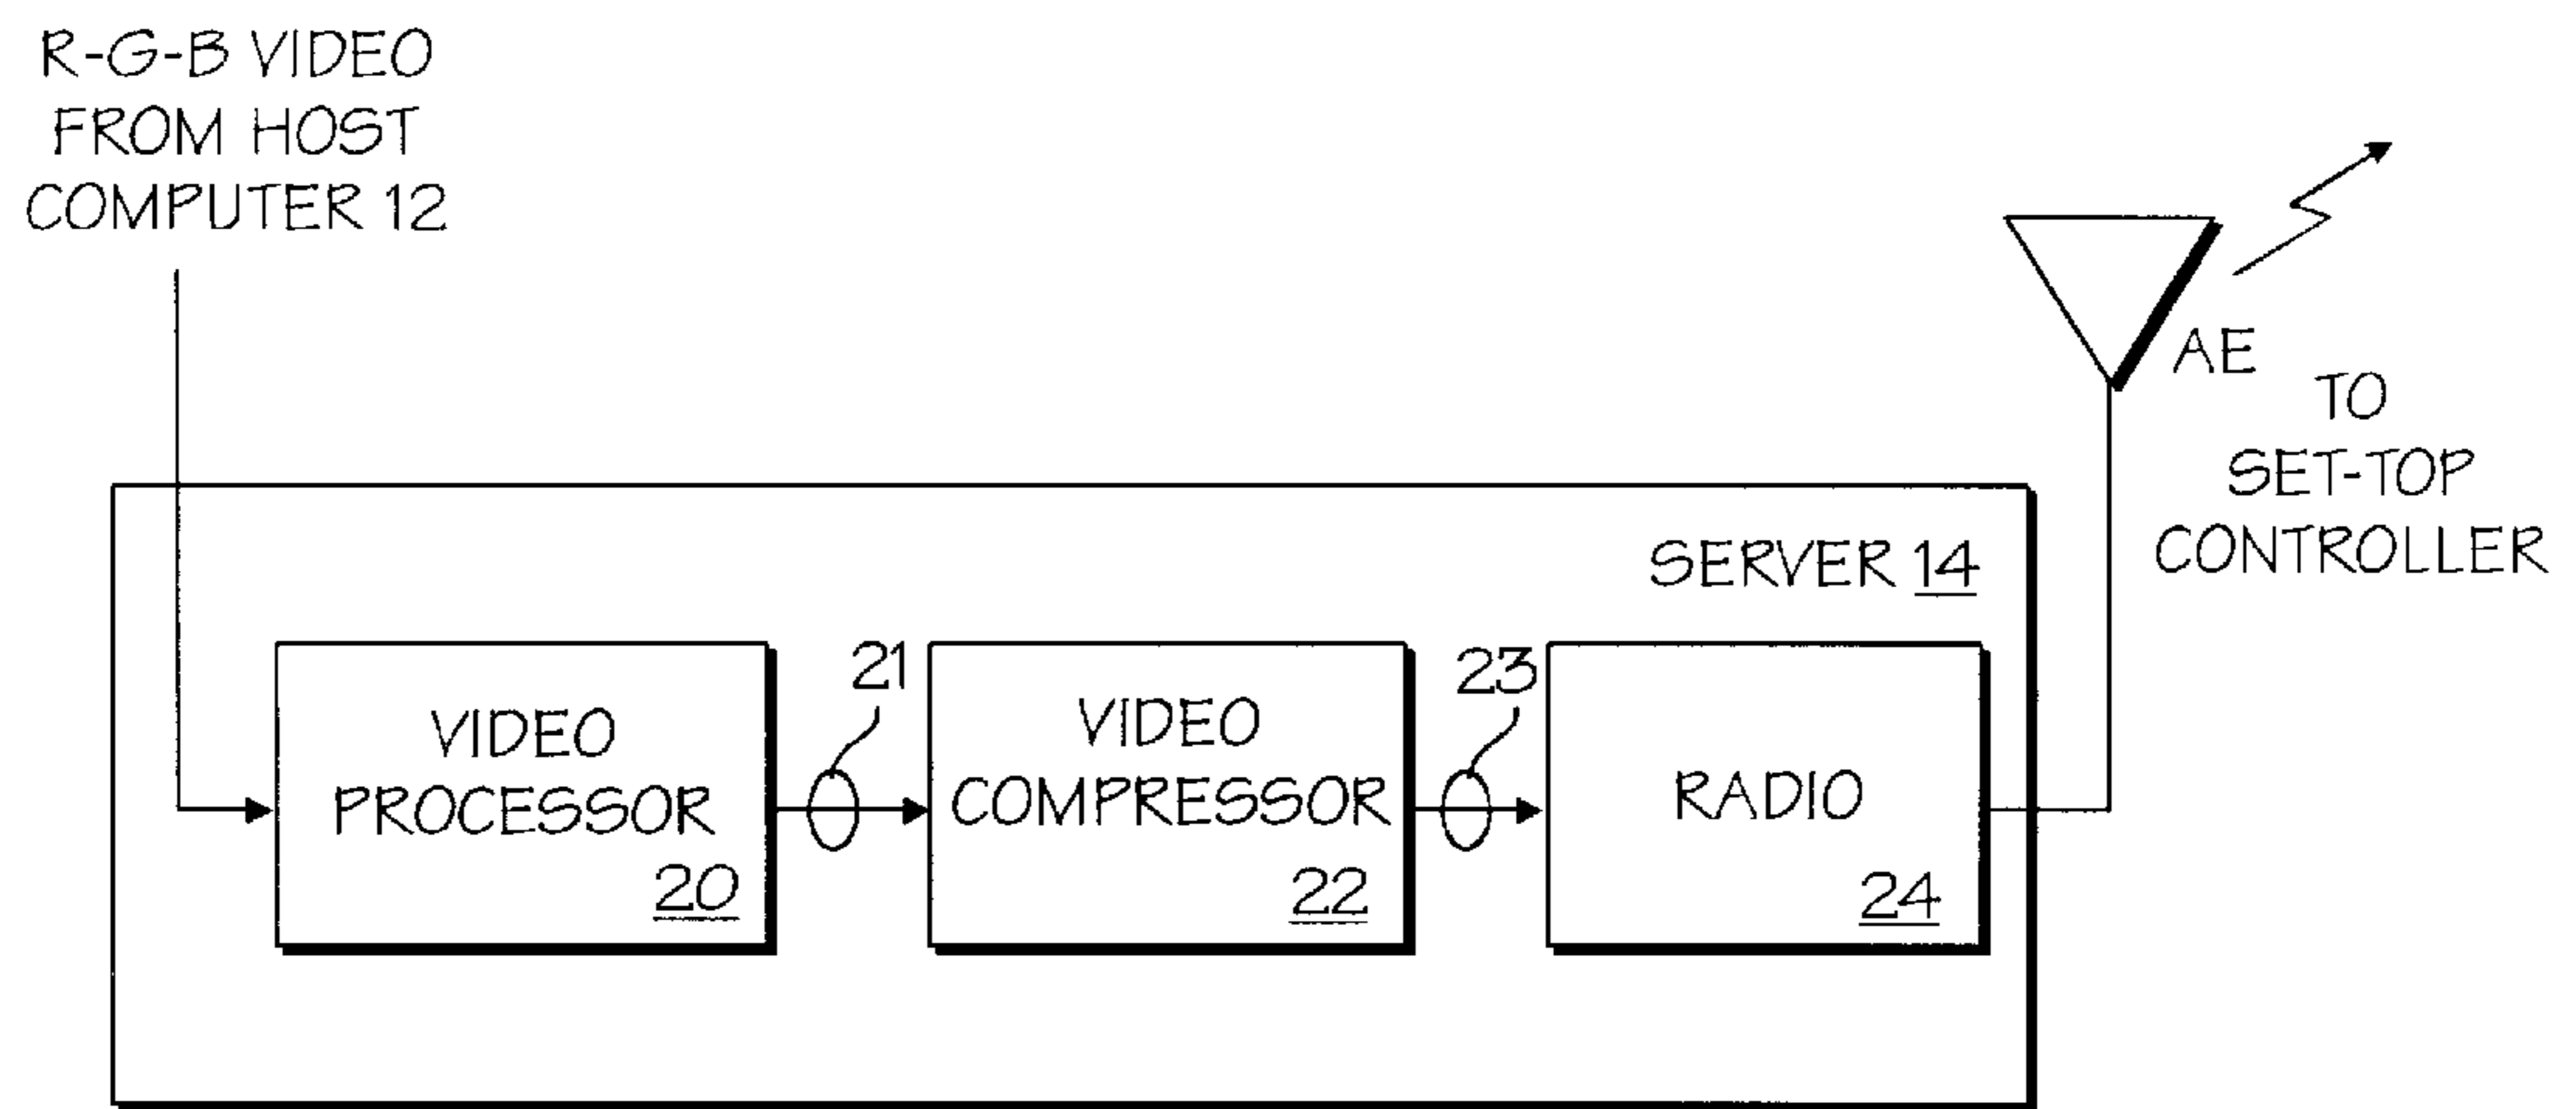 R-G-B VIDEO
FROM HOST
COMPUTER 12
AE
TO
SET-TOP
CONTROLLER
SERVER 14
21
23
VIDEO
PROCESSOR
20
VIDEO
COMPRESSOR
22
RADIO
24